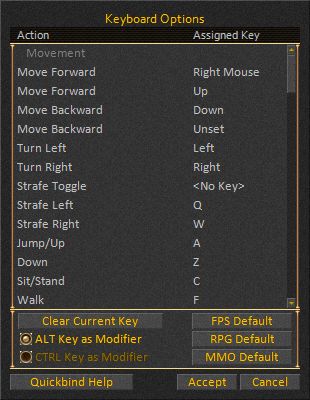 Keyboard Options
Action Assigned Key
Movement
Move Forward Right Mouse
Move Forward Up
Move Backward Down
Move Backward Unset
Turn Left Left
Turn Right Right
Strafe Toggle <No Key>
Strafe Left Q
Strafe Right W
Jump/Up A
Down Z
Sit/Stand C
Walk F
Clear Current Key FPS Default
ALT Key as Modifier RPG Default
CTRL Key as Modifier MMO Default
Quickbind Help Accept Cancel